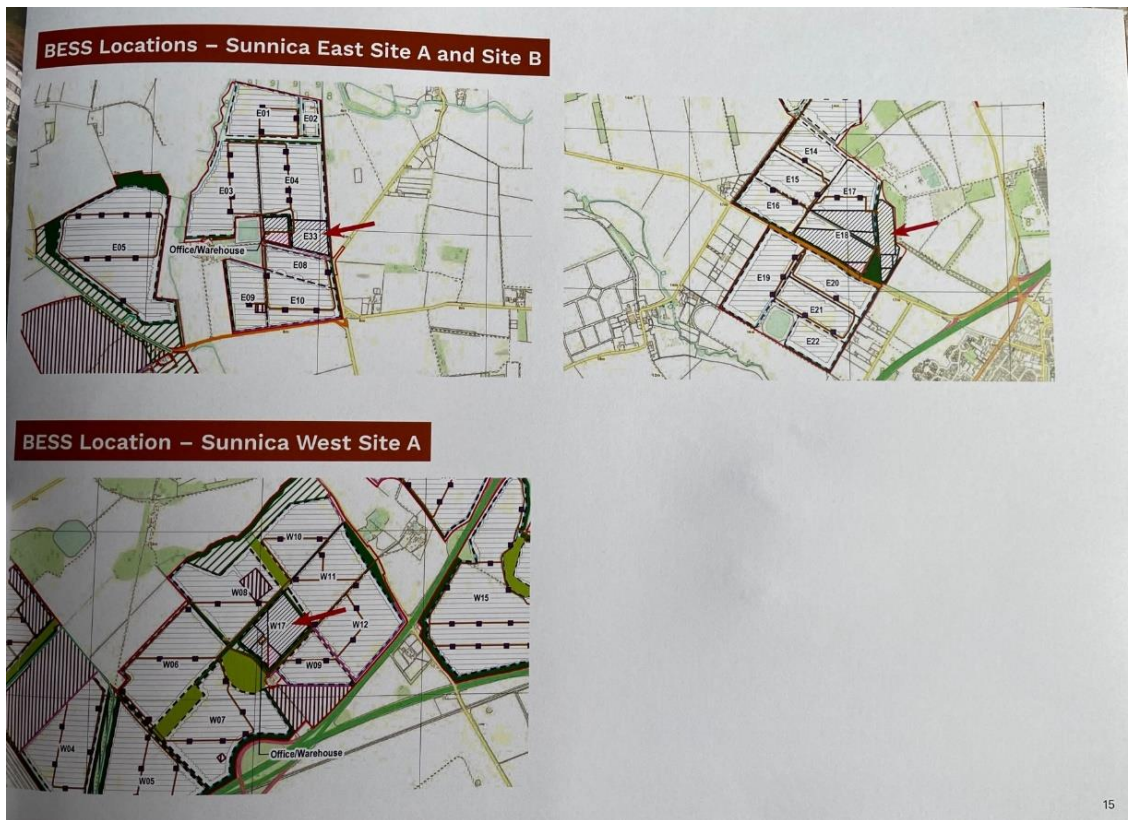 BESS Locations – Sunnica East Site A and Site B
E01
E02
E03
E04
E05
E33
Office/Warehouse
E08
E09
E10
E14
E15
E17
E16
E18
E19
E20
E21
E22
BESS Location – Sunnica West Site A
W10
W11
W08
W15
W17
W12
W06
W09
W07
W04
Office/Warehouse
W05
15